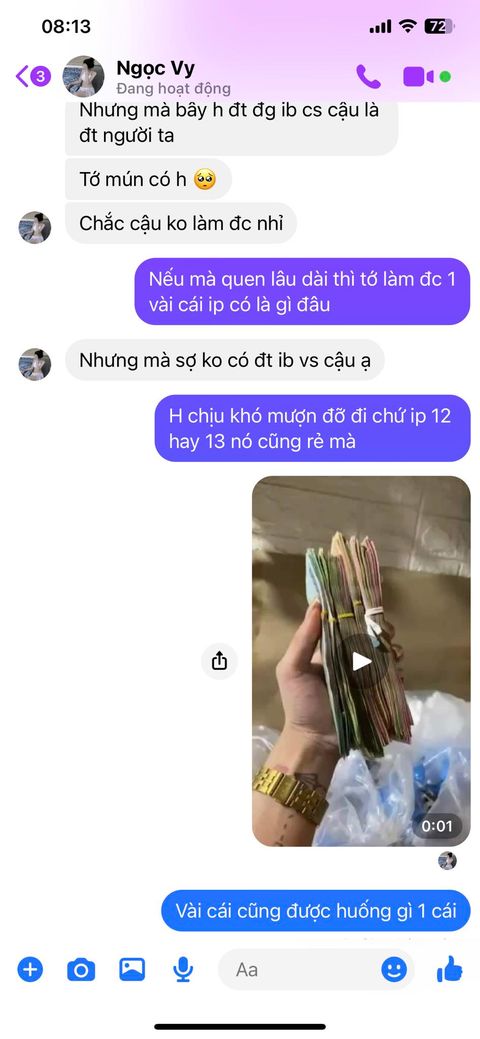 08:13
72
3
Ngọc Vy
Đang hoạt động
Nhưng mà bây h đt đg ib cs cậu là
đt người ta
Tớ mún có h 🥺
Chắc cậu ko làm đc nhỉ
Nếu mà quen lâu dài thì tớ làm đc 1
vài cái ip có là gì đâu
Nhưng mà sợ ko có đt ib vs cậu ạ
H chịu khó mượn đỡ đi chứ ip 12
hay 13 nó cũng rẻ mà
0:01
Vài cái cũng được huống gì 1 cái
Aa